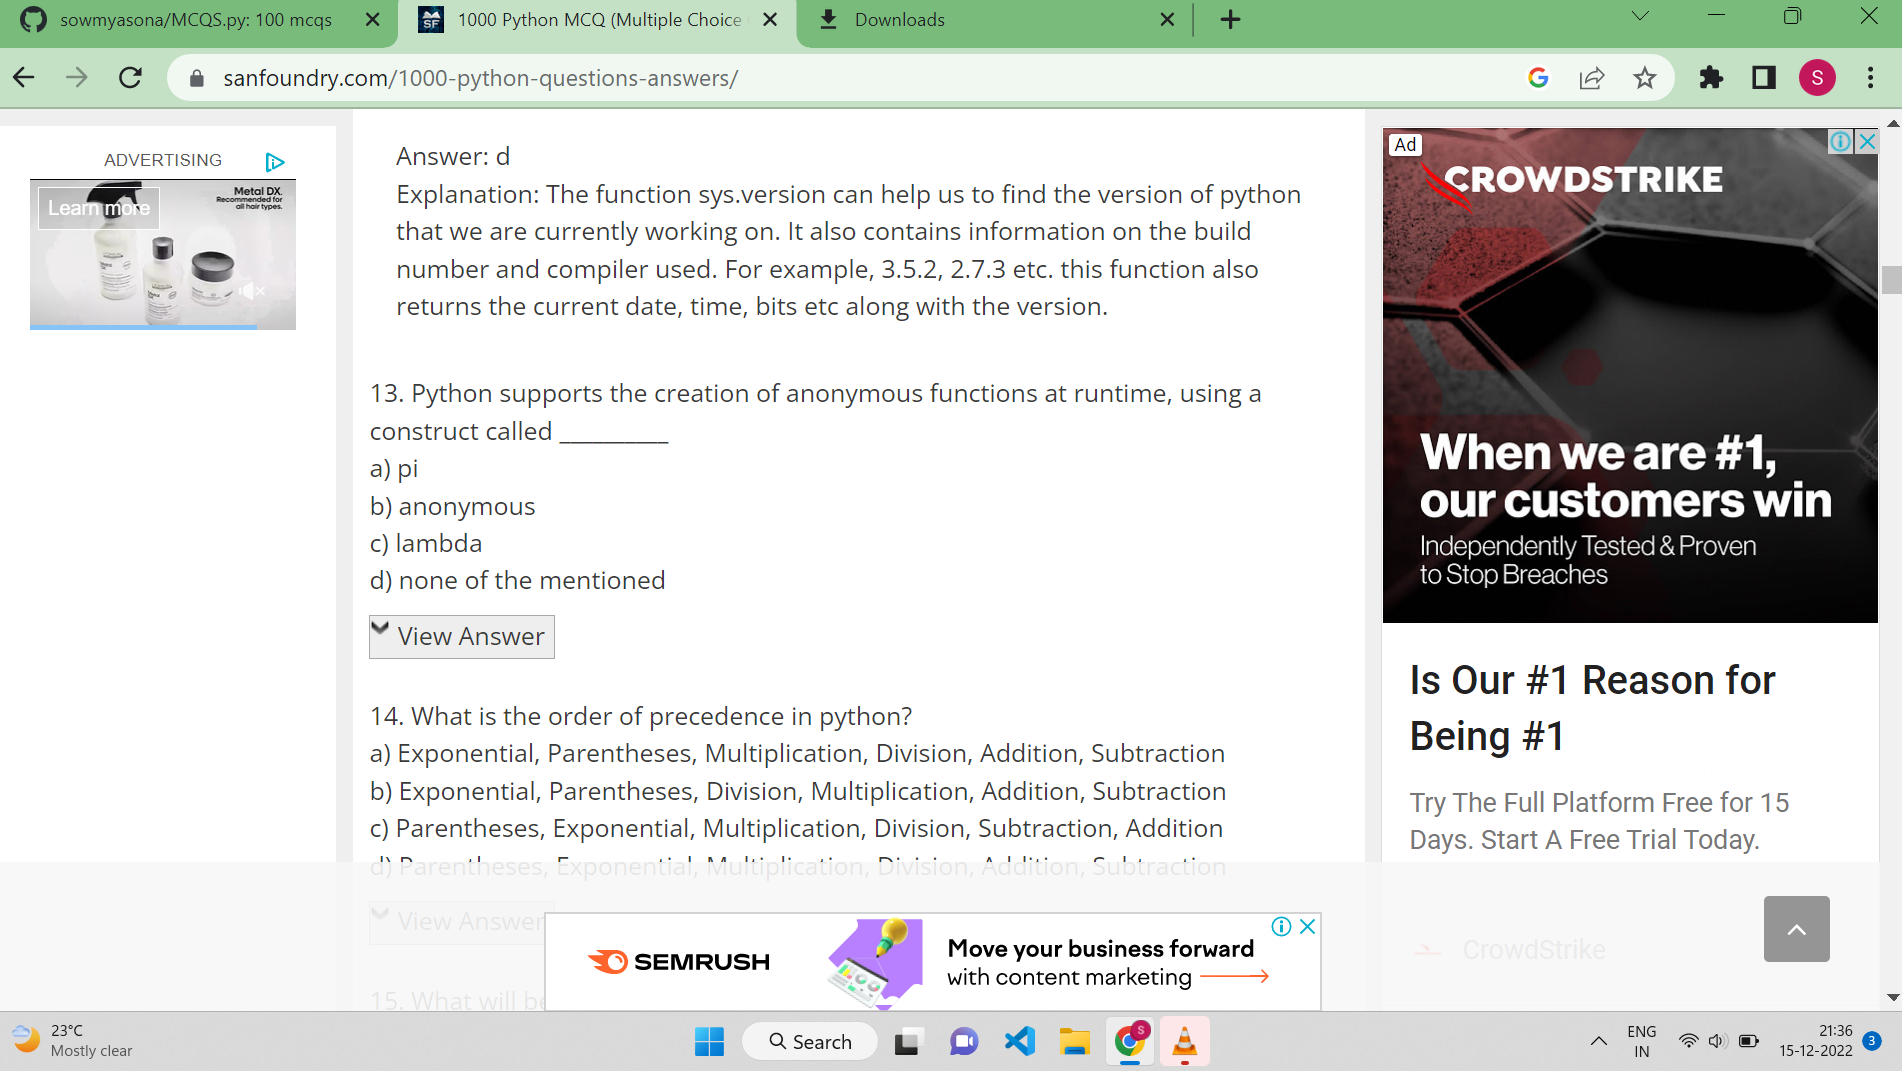 sowmyasona/MCQS.py: 100 mcqs
1000 Python MCQ (Multiple Choice
Downloads
sanfoundry.com/1000-python-questions-answers/
S
ADVERTISING
Learn more
Metal DX.
Recommended for
all hair types.
Answer: d
Explanation: The function sys.version can help us to find the version of python
that we are currently working on. It also contains information on the build
number and compiler used. For example, 3.5.2, 2.7.3 etc. this function also
returns the current date, time, bits etc along with the version.
13. Python supports the creation of anonymous functions at runtime, using a
construct called __________
a) pi
b) anonymous
c) lambda
d) none of the mentioned
View Answer
14. What is the order of precedence in python?
a) Exponential, Parentheses, Multiplication, Division, Addition, Subtraction
b) Exponential, Parentheses, Division, Multiplication, Addition, Subtraction
c) Parentheses, Exponential, Multiplication, Division, Subtraction, Addition
d) Parentheses, Exponential, Multiplication, Division, Addition, Subtraction
View Answer
15. What will be
Ad
CROWDSTRIKE
When we are #1,
our customers win
Independently Tested & Proven
to Stop Breaches
Is Our #1 Reason for
Being #1
Try The Full Platform Free for 15
Days. Start A Free Trial Today.
CrowdStrike
SEMRUSH
Move your business forward
with content marketing
23°C
Mostly clear
Search
S
ENG
IN
21:36
15-12-2022
3